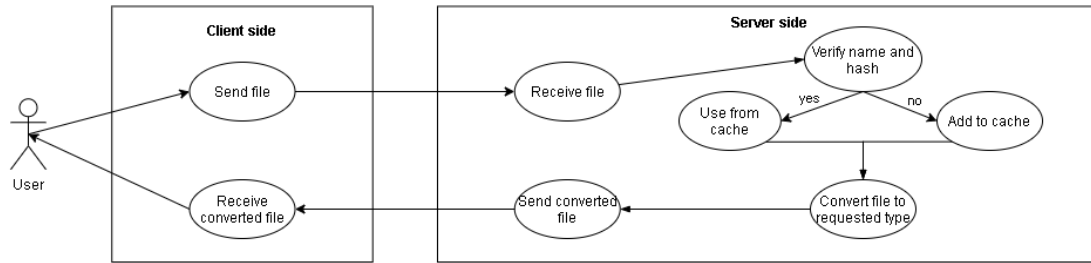 Client side
Server side
Send file
Receive file
Verify name and
hash
yes
no
Use from
cache
Add to cache
User
Receive
converted file
Send converted
file
Convert file to
requested type